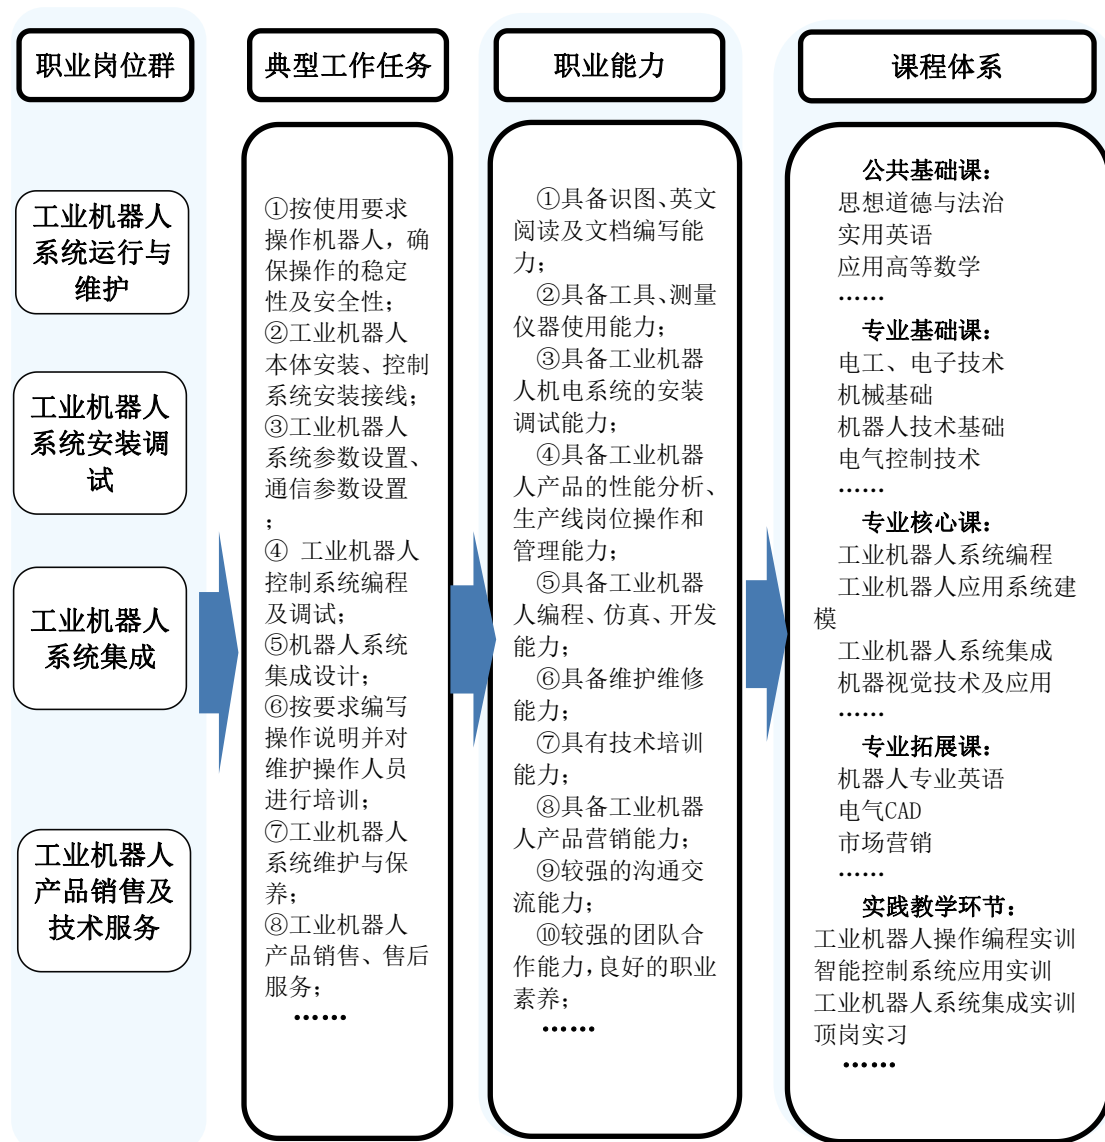 职业岗位群
工业机器人
系统运行与
维护
工业机器人
系统安装调
试
工业机器人
系统集成
工业机器人
产品销售及
技术服务
典型工作任务
①按使用要求
操作机器人，确
保操作的稳定
性及安全性；
②工业机器人
本体安装、控制
系统安装接线；
③工业机器人
系统参数设置、
通信参数设置
；
④ 工业机器人
控制系统编程
及调试；
⑤机器人系统
集成设计；
⑥按要求编写
操作说明并对
维护操作人员
进行培训；
⑦工业机器人
系统维护与保
养；
⑧工业机器人
产品销售、售后
服务；
……
职业能力
①具备识图、英文
阅读及文档编写能
力；
②具备工具、测量
仪器使用能力；
③具备工业机器
人机电系统的安装
调试能力；
④具备工业机器
人产品的性能分析、
生产线岗位操作和
管理能力；
⑤具备工业机器
人编程、仿真、开发
能力；
⑥具备维护维修
能力；
⑦具有技术培训
能力；
⑧具备工业机器
人产品营销能力；
⑨较强的沟通交
流能力；
⑩较强的团队合
作能力，良好的职业
素养；
……
课程体系
公共基础课：
思想道德与法治
实用英语
应用高等数学
……
专业基础课：
电工、电子技术
机械基础
机器人技术基础
电气控制技术
……
专业核心课：
工业机器人系统编程
工业机器人应用系统建
模
工业机器人系统集成
机器视觉技术及应用
……
专业拓展课：
机器人专业英语
电气CAD
市场营销
……
实践教学环节：
工业机器人操作编程实训
智能控制系统应用实训
工业机器人系统集成实训
顶岗实习
……